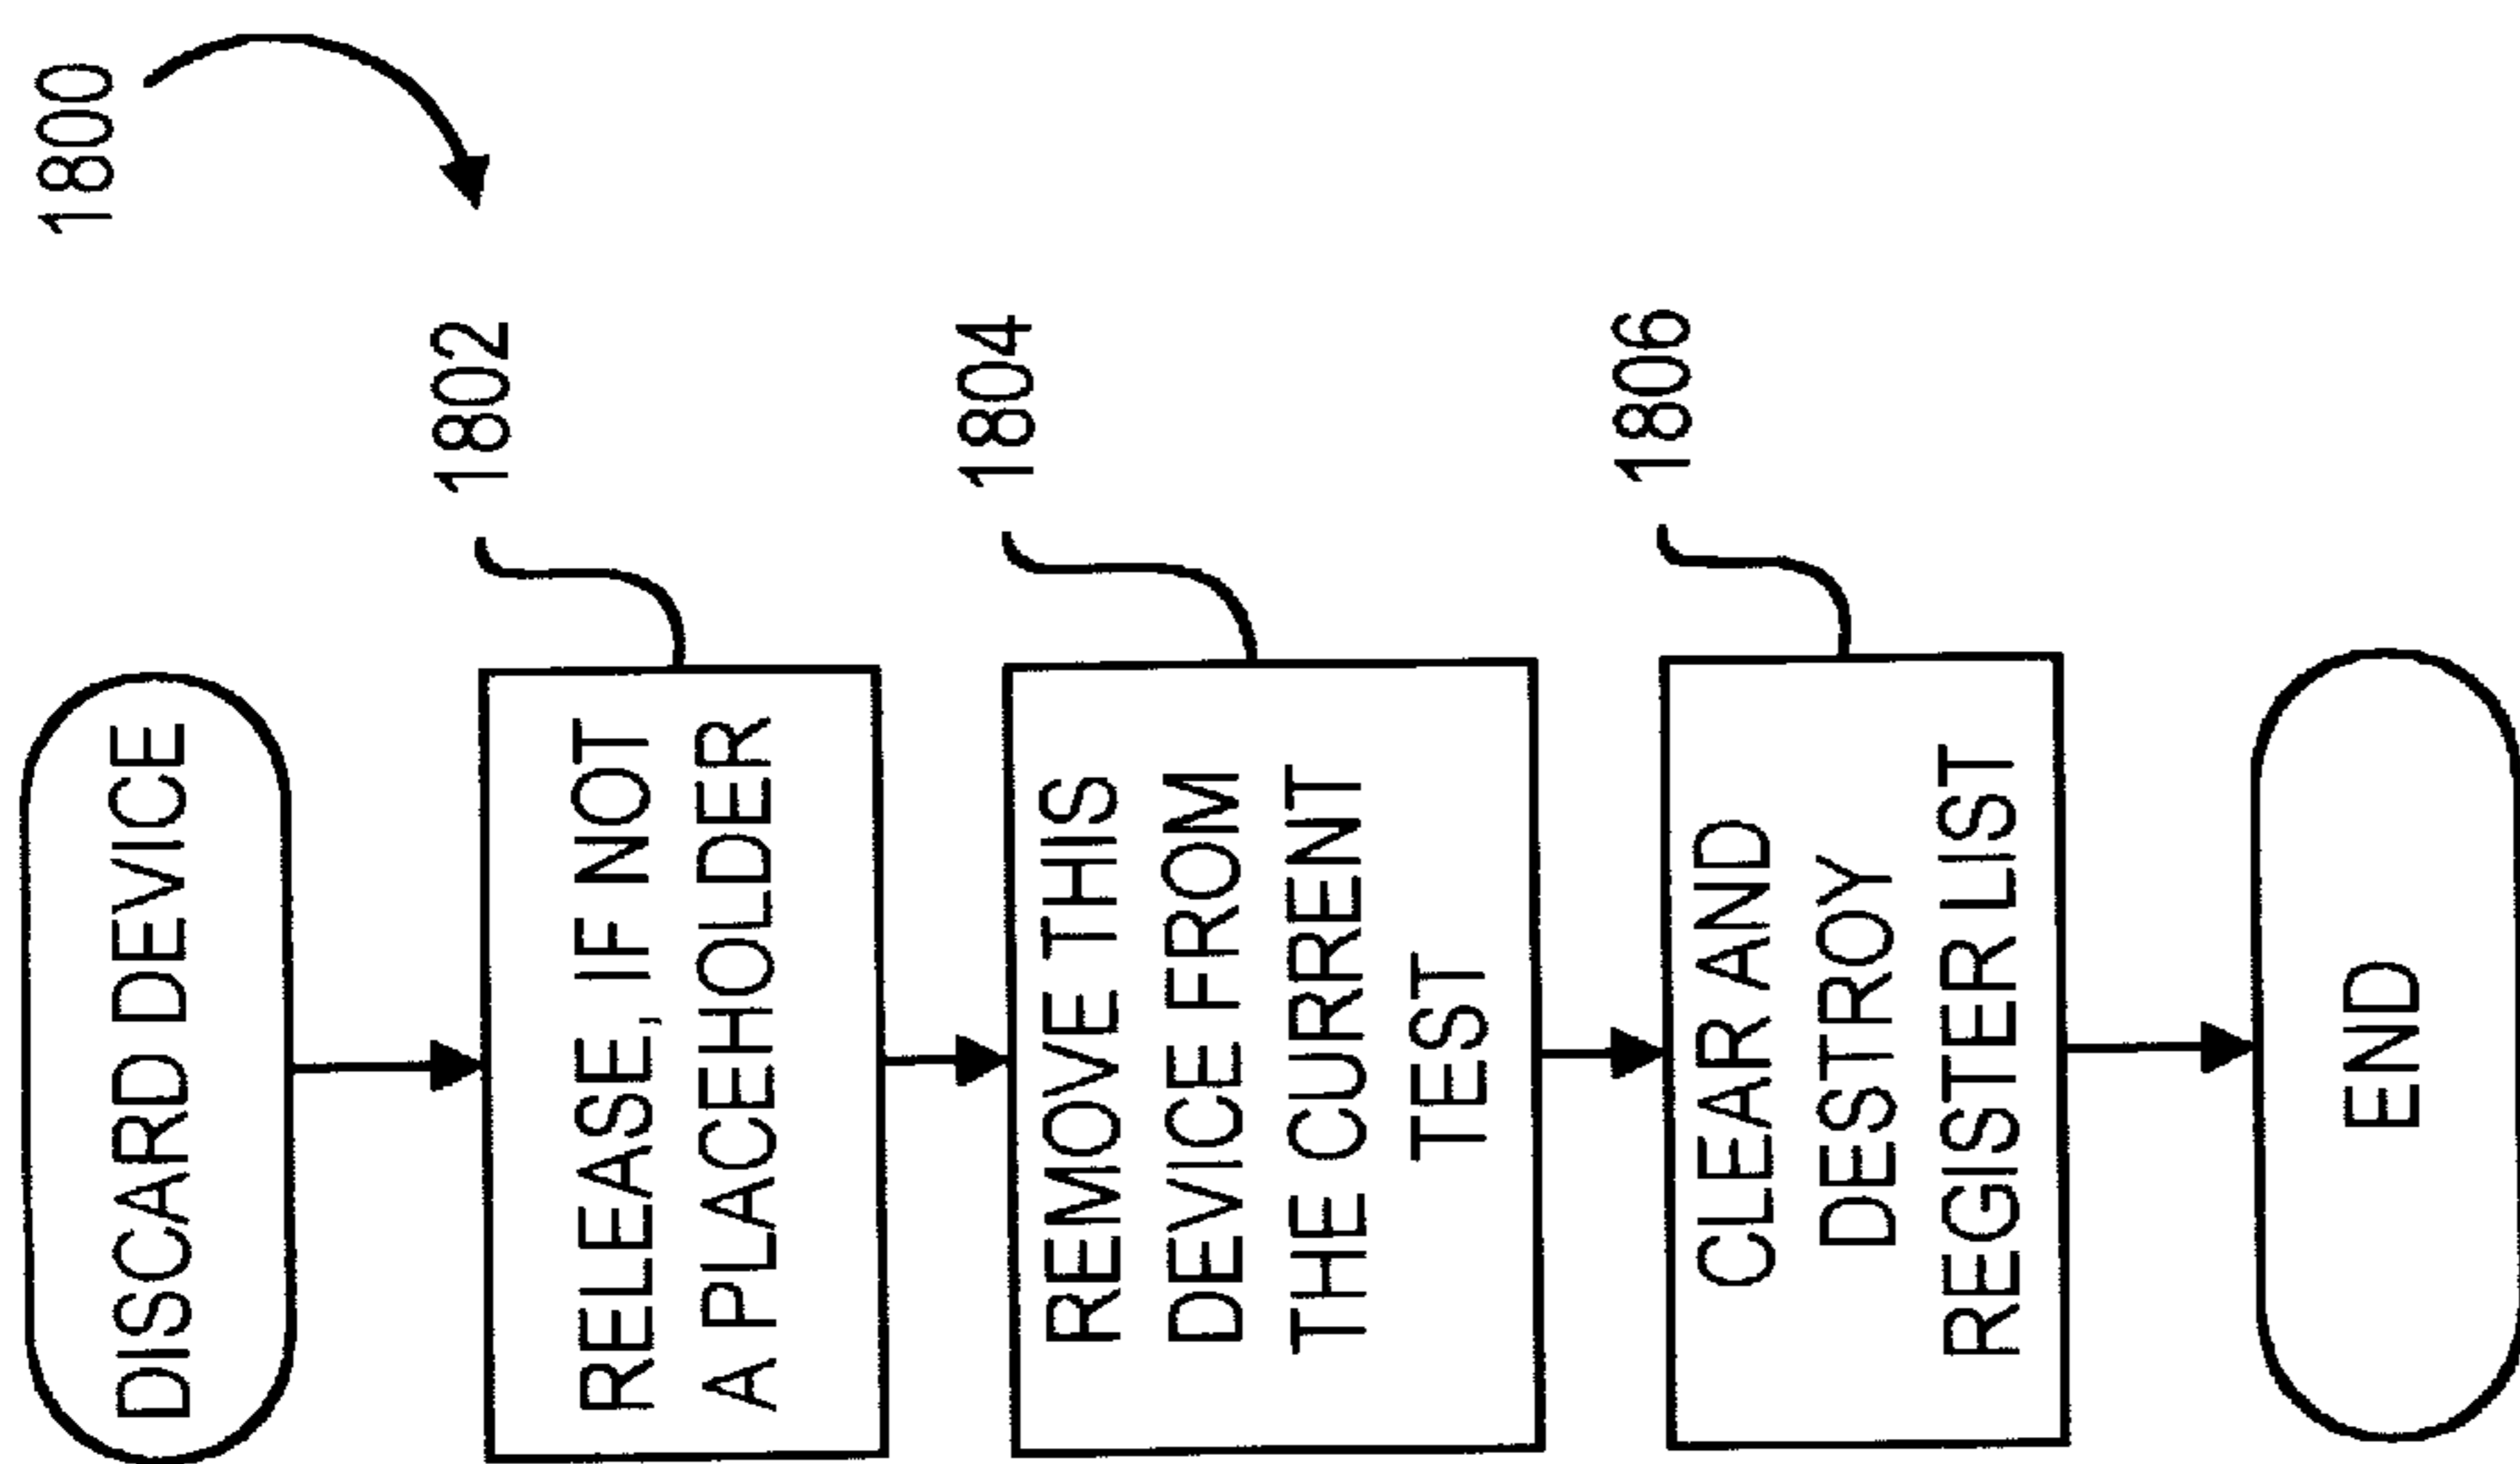 1800
DISCARD DEVICE
1802
RELEASE, IF NOT
A PLACEHOLDER
1804
REMOVE THIS
DEVICE FROM
THE CURRENT
TEST
1806
CLEAR AND
DESTROY
REGISTER LIST
END